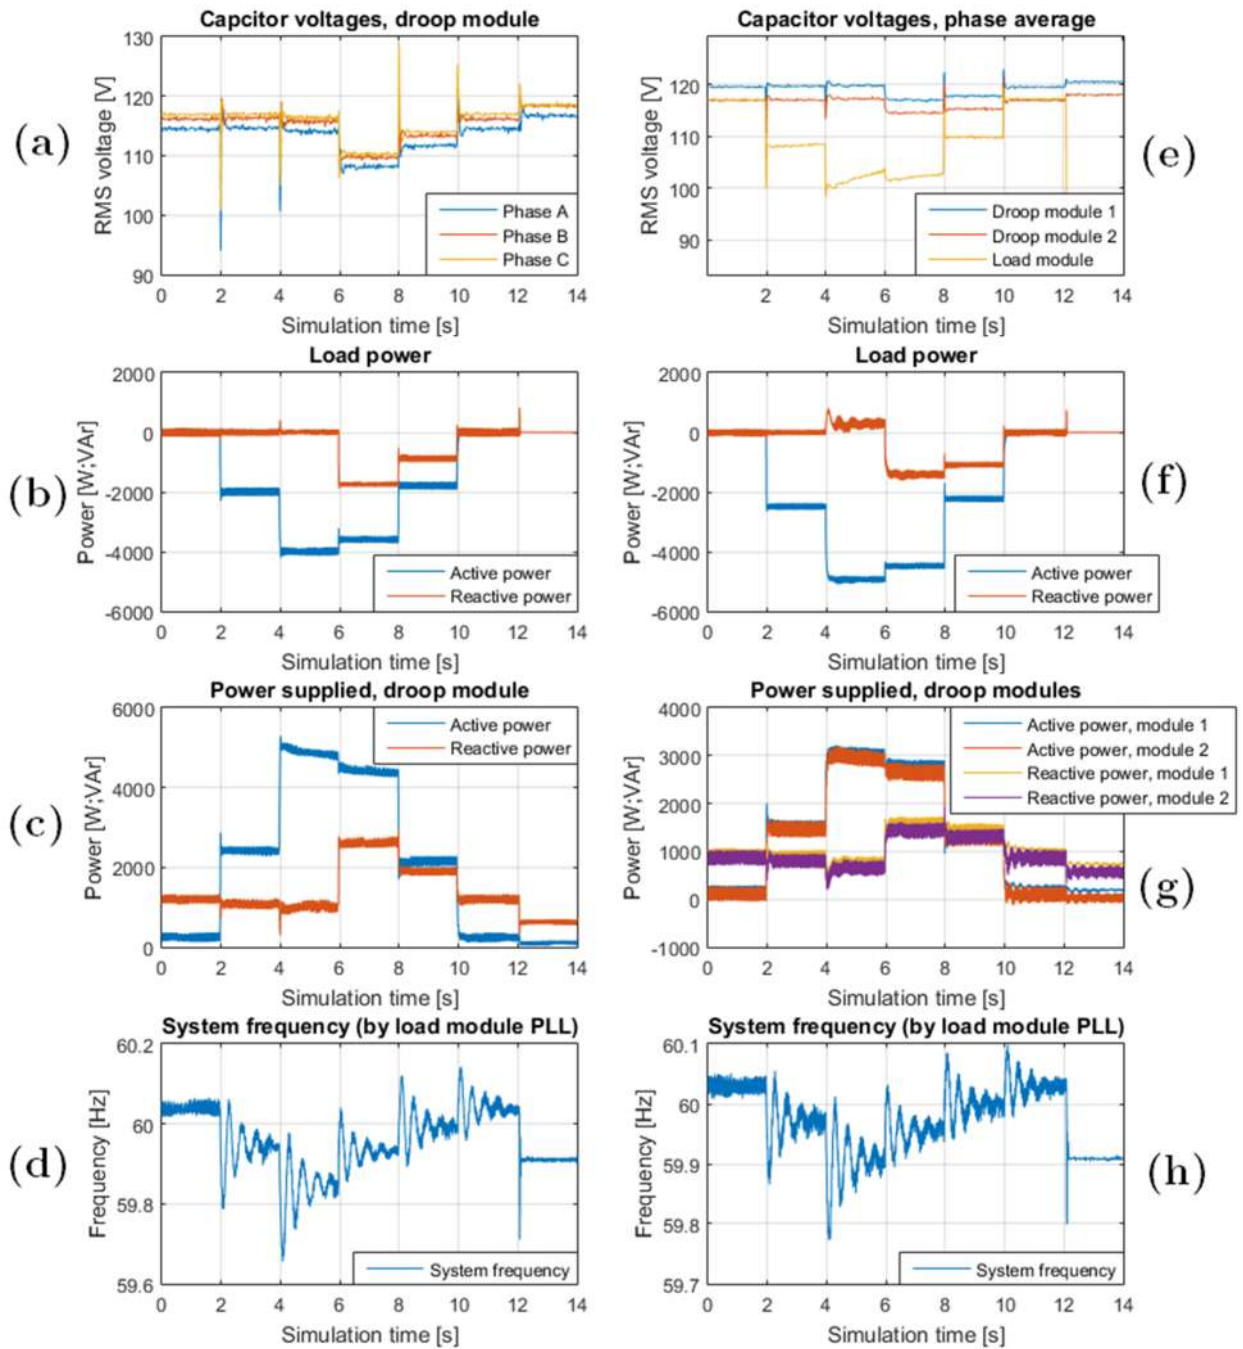 Capcitor voltages, droop module
(a)
RMS voltage [V]
130
120
110
100
90
Phase A
Phase B
Phase C
0 2 4 6 8 10 12 14
Simulation time [s]
Capacitor voltages, phase average
(e)
RMS voltage [V]
120
110
100
90
Droop module 1
Droop module 2
Load module
2 4 6 8 10 12 14
Simulation time [s]
Load power
(b)
Power [W;VAr]
2000
0
-2000
-4000
-6000
Active power
Reactive power
0 2 4 6 8 10 12 14
Simulation time [s]
Load power
(f)
Power [W;VAr]
2000
0
-2000
-4000
-6000
Active power
Reactive power
0 2 4 6 8 10 12 14
Simulation time [s]
Power supplied, droop module
(c)
Power [W;VAr]
6000
4000
2000
0
Active power
Reactive power
0 2 4 6 8 10 12 14
Simulation time [s]
Power supplied, droop modules
(g)
Power [W;VAr]
4000
3000
2000
1000
0
-1000
Active power, module 1
Active power, module 2
Reactive power, module 1
Reactive power, module 2
0 2 4 6 8 10 12 14
Simulation time [s]
System frequency (by load module PLL)
(d)
Frequency [Hz]
60.2
60
59.8
59.6
System frequency
0 2 4 6 8 10 12 14
Simulation time [s]
System frequency (by load module PLL)
(h)
Frequency [Hz]
60.1
60
59.9
59.8
59.7
System frequency
0 2 4 6 8 10 12 14
Simulation time [s]